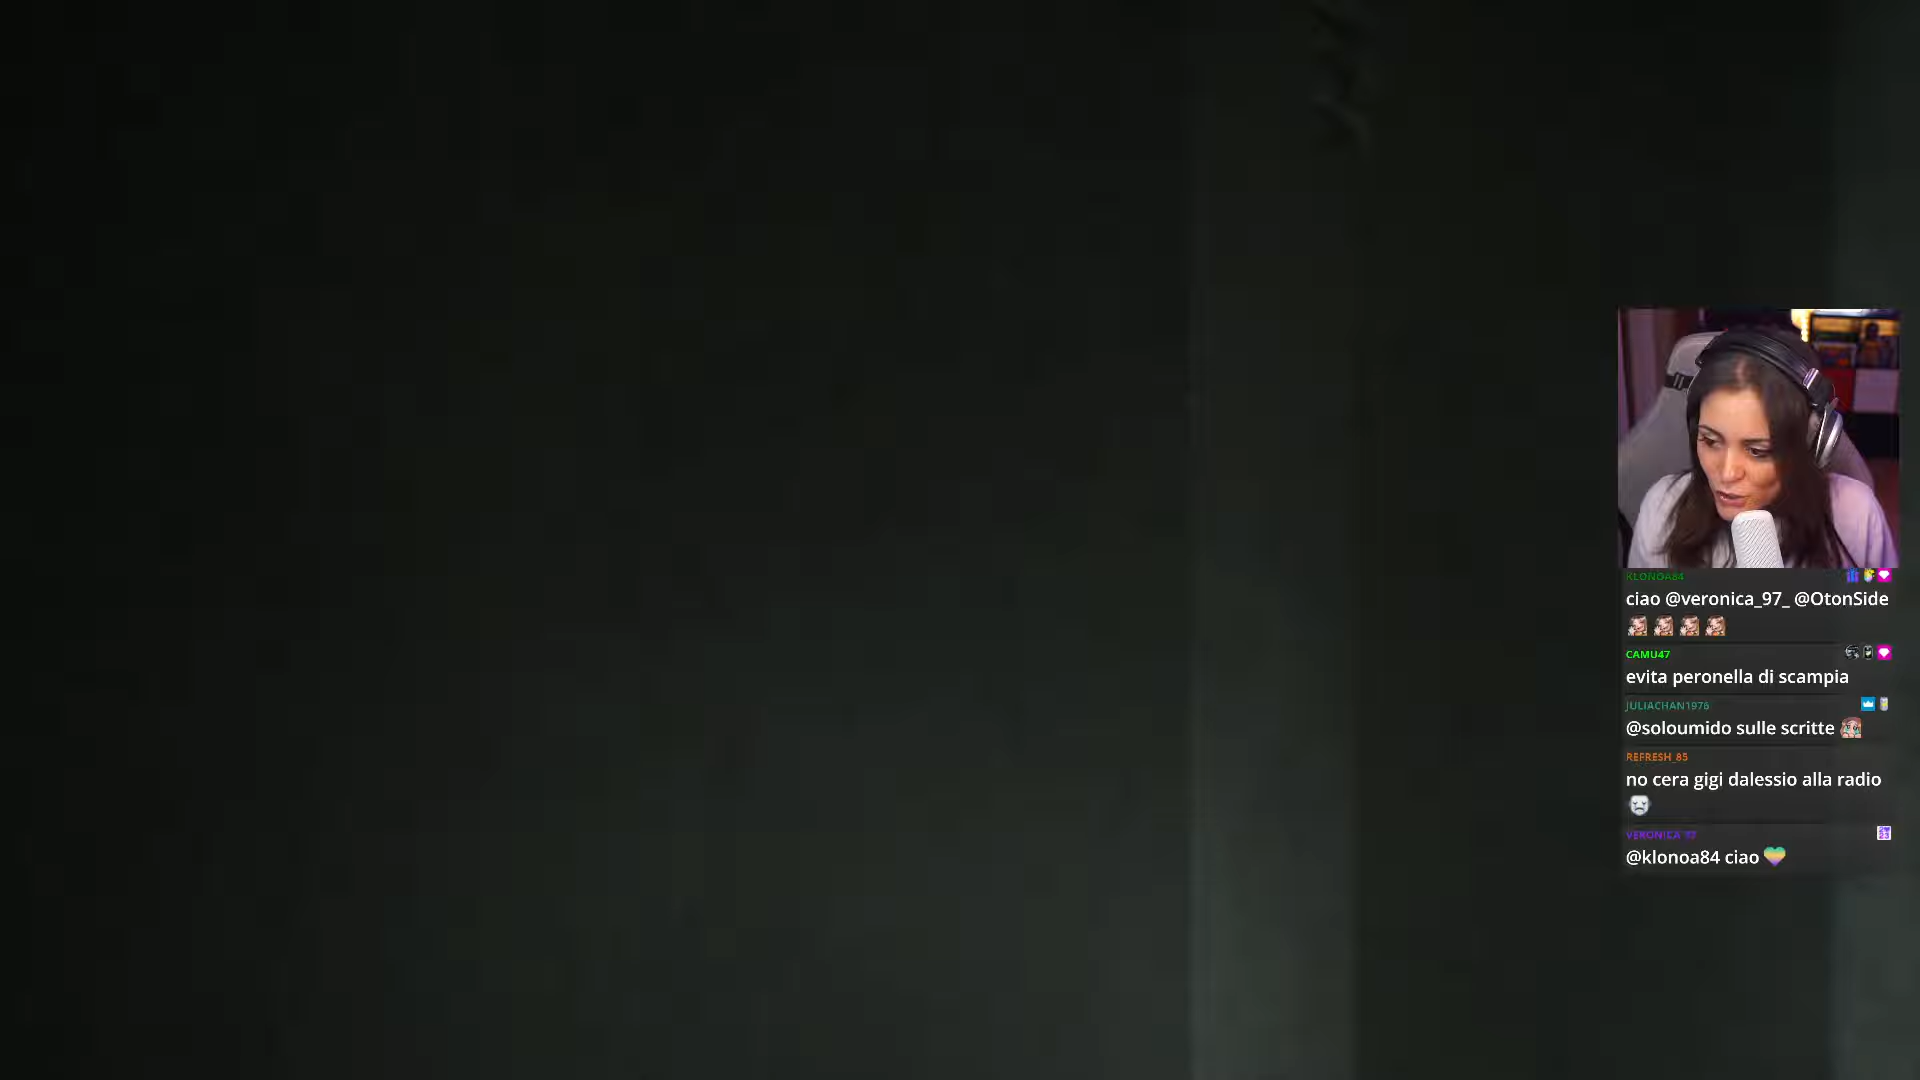 KLONOA84
ciao @veronica_97_ @OtonSide
CAMU47
evita peronella di scampia
JULIACHAN1976
@soloumido sulle scritte
REFRESH_85
no cera gigi dalessio alla radio
VERONICA_97_
@klonoa84 ciao